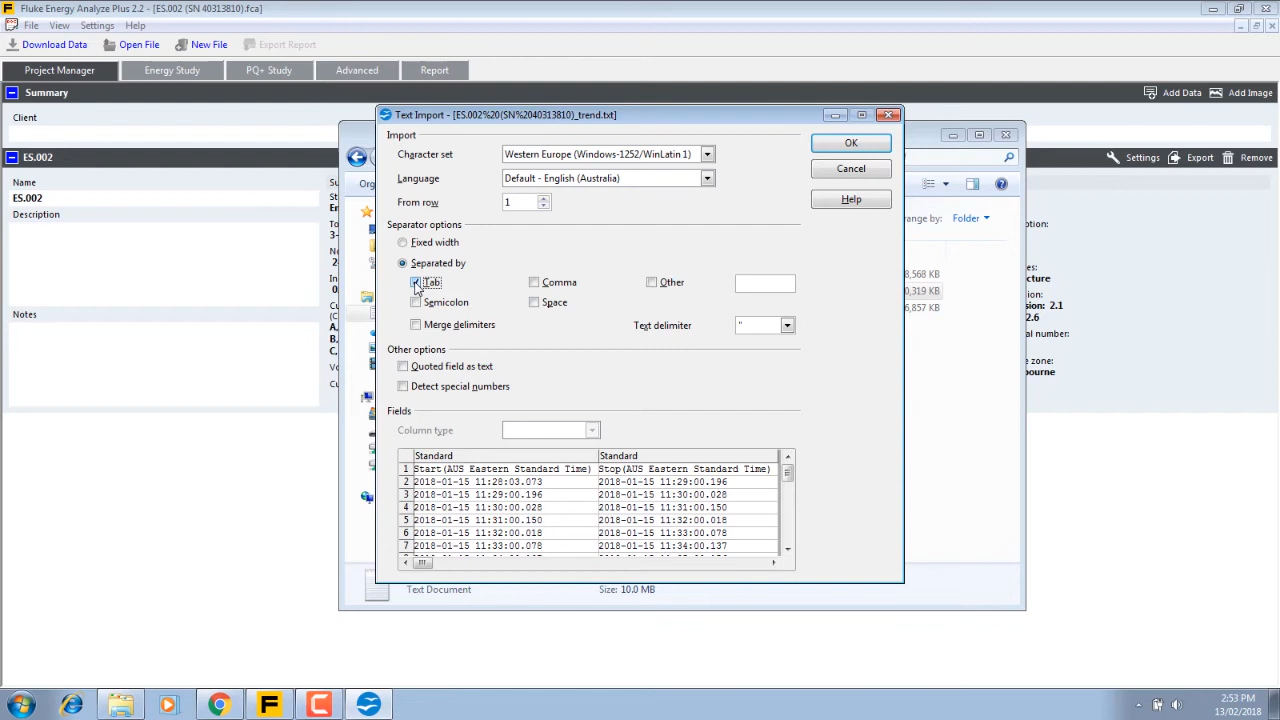 Fluke Energy Analyze Plus 2.2 - [ES.002 (SN 40313810).fca]
File View Settings Help
Download Data Open File New File Export Report
Project Manager Energy Study PQ+ Study Advanced Report
Summary Add Data Add Image
Client
ES.002 Settings Export Remove
Name
ES.002
Description
Notes
Text Import - [ES.002%20(SN%2040313810)_trend.txt]
Import
Character set Western Europe (Windows-1252/WinLatin 1) OK
Language Default - English (Australia) Cancel
From row 1 Help
Separator options
Fixed width
Separated by
Tab Comma Other
Semicolon Space
Merge delimiters Text delimiter "
Other options
Quoted field as text
Detect special numbers
Fields
Column type
Standard Standard
1 Start(AUS Eastern Standard Time) Stop(AUS Eastern Standard Time)
2 2018-01-15 11:28:03.073 2018-01-15 11:29:00.196
3 2018-01-15 11:29:00.196 2018-01-15 11:30:00.028
4 2018-01-15 11:30:00.028 2018-01-15 11:31:00.150
5 2018-01-15 11:31:00.150 2018-01-15 11:32:00.018
6 2018-01-15 11:32:00.018 2018-01-15 11:33:00.078
7 2018-01-15 11:33:00.078 2018-01-15 11:34:00.137
Folder
,568 KB
,319 KB
,857 KB
Text Document Size: 10.0 MB
2:53 PM
13/02/2018